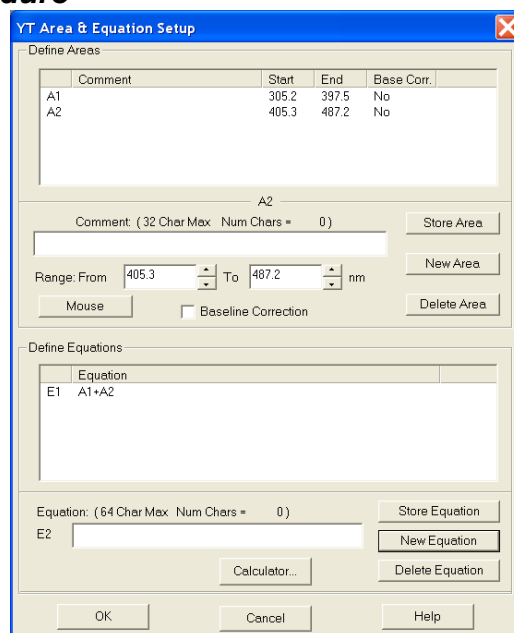 YT Area & Equation Setup
Define Areas
Comment Start End Base Corr.
A1 305.2 397.5 No
A2 405.3 487.2 No
A2
Comment: ( 32 Char Max Num Chars = 0 )
Store Area
New Area
Range: From 405.3 To 487.2 nm
Mouse Baseline Correction Delete Area
Define Equations
Equation
E1 A1+A2
Equation: ( 64 Char Max Num Chars = 0 )
Store Equation
E2
New Equation
Calculator... Delete Equation
OK Cancel Help